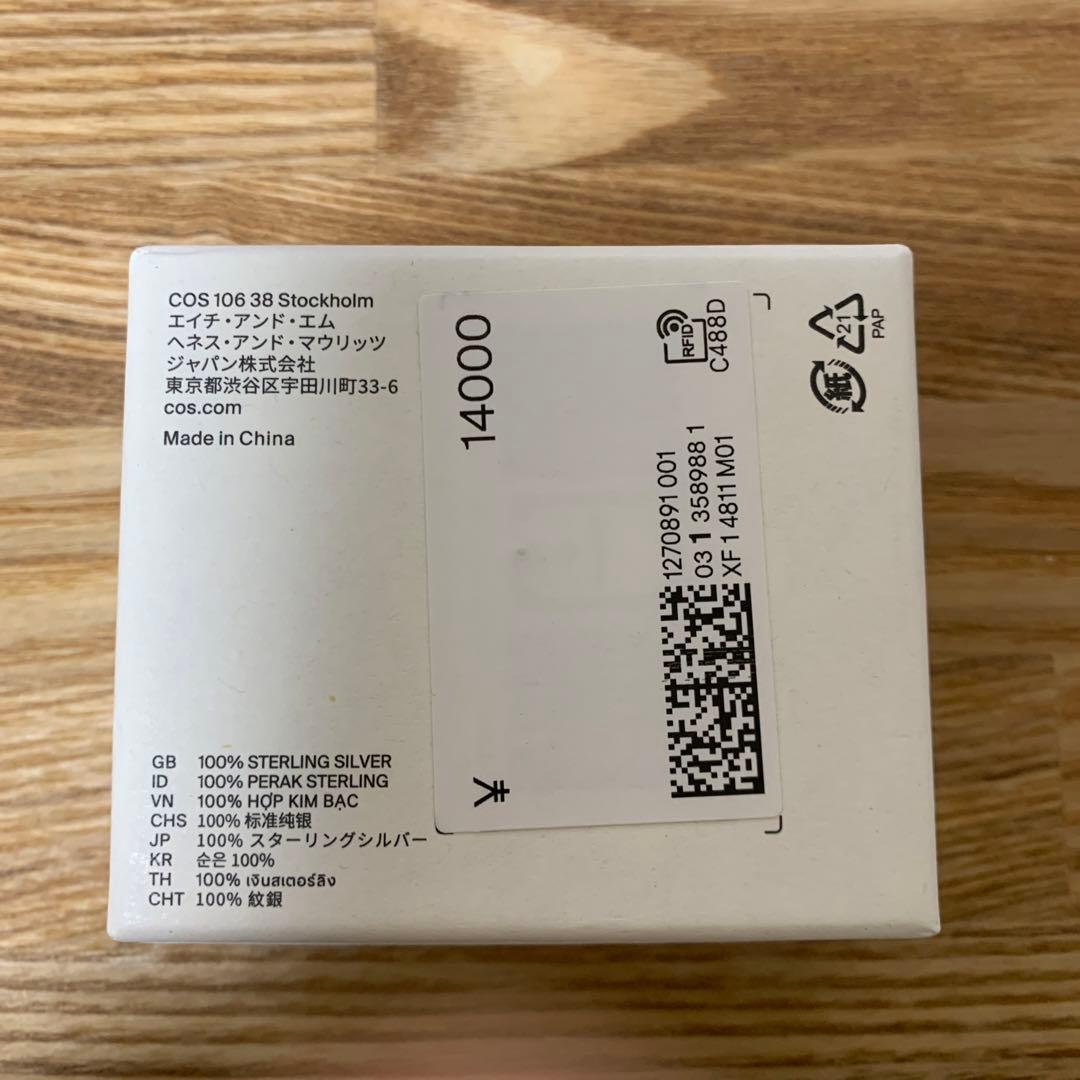 COS 106 38 Stockholm
エイチ・アンド・エム
ヘネス・アンド・マウリッツ
ジャパン株式会社
東京都渋谷区宇田川町33-6
cos.com
Made in China
GB 100% STERLING SILVER
ID 100% PERAK STERLING
VN 100% HỢP KIM BẠC
CHS 100% 标准纯银
JP 100% スターリングシルバー
KR 순은 100%
TH 100% เงินสเตอร์ลิง
CHT 100% 紋銀
¥ 14000
RFID
C488D
1270891 001
03 1 358988 1
XF 1 4811 M01
21
PAP
紙